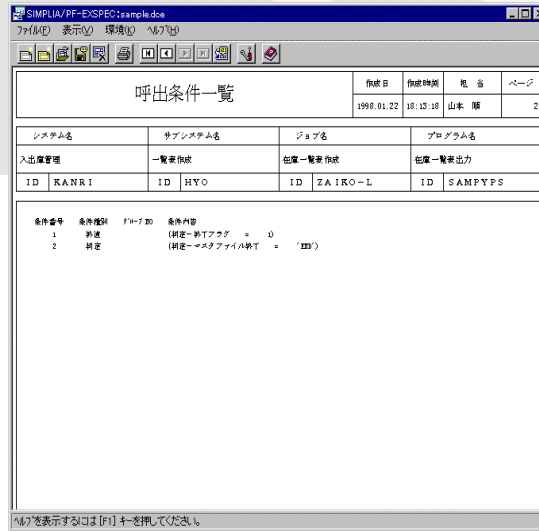 SIMPLIA/PF-EXSPEC:sample.doe
ファイル(F) 表示(V) 環境(K) ヘルプ(H)
呼出条件一覧
作成日 作成時刻 担 当 ページ
1998.01.22 18:13:18 山本 順 2
システム名 サブシステム名 ジョブ名 プログラム名
入出庫管理 一覧表作成 在庫一覧表作成 在庫一覧表出力
ID KANRI ID HYO ID ZAIKO-L ID SAMPYPS
条件番号 条件種別 グループNO 条件内容
1 (判定-終了フラグ = 1)
2 判定 (判定-マスタファイル終了 = 'END')
ヘルプを表示するには [F1] キーを押してください。